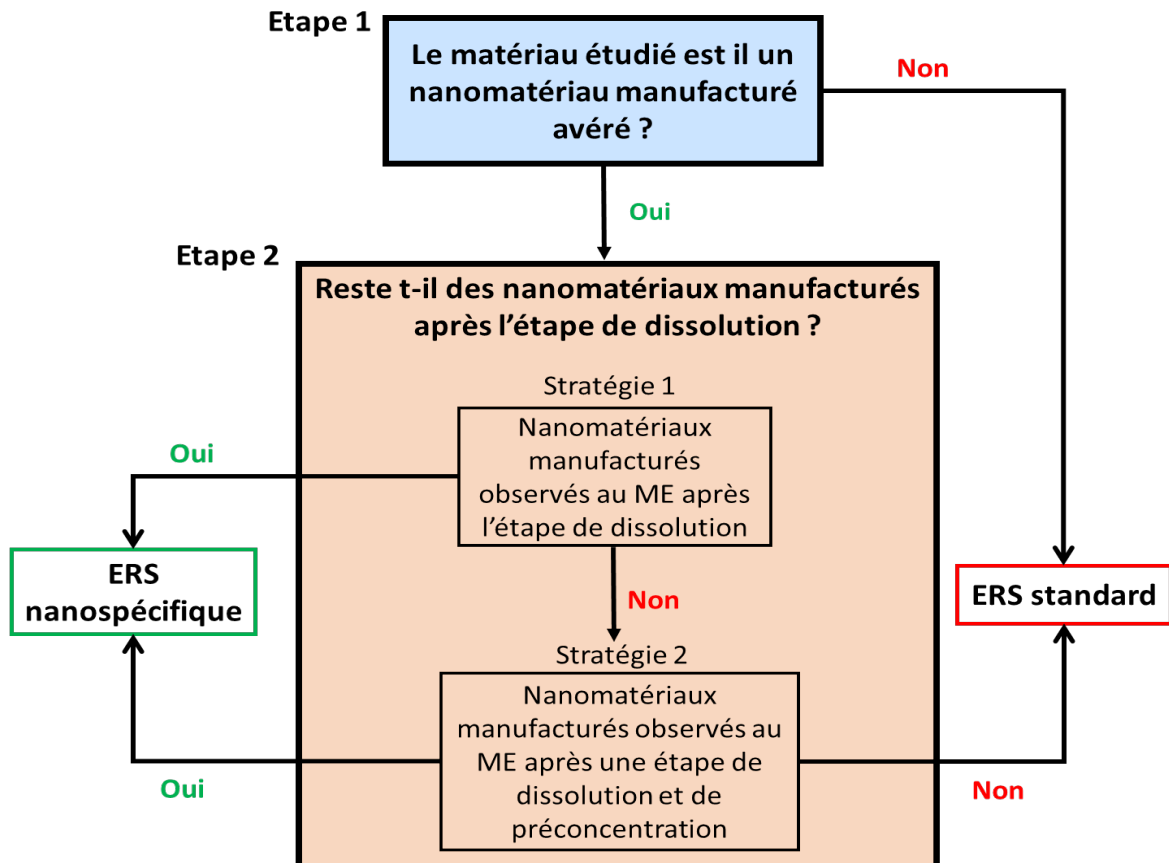 Etape 1
Le matériau étudié est il un
nanomatériau manufacturé
avéré ?
Non
Oui
Etape 2
Reste t-il des nanomatériaux manufacturés
après l'étape de dissolution ?
Stratégie 1
Nanomatériaux
manufacturés
observés au ME après
l'étape de dissolution
Oui
ERS
nanospécifique
Non
ERS standard
Stratégie 2
Nanomatériaux
manufacturés observés au
ME après une étape de
dissolution et de
préconcentration
Oui
Non